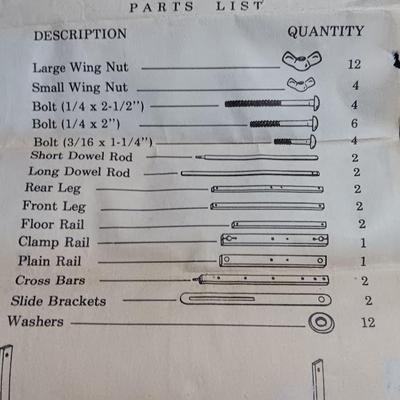 PARTS LIST
DESCRIPTION QUANTITY
Large Wing Nut 12
Small Wing Nut 4
Bolt (1/4 x 2-1/2") 4
Bolt (1/4 x 2") 6
Bolt (3/16 x 1-1/4") 4
Short Dowel Rod 2
Long Dowel Rod 2
Rear Leg 2
Front Leg 2
Floor Rail 2
Clamp Rail 1
Plain Rail 1
Cross Bars 2
Slide Brackets 2
Washers 12